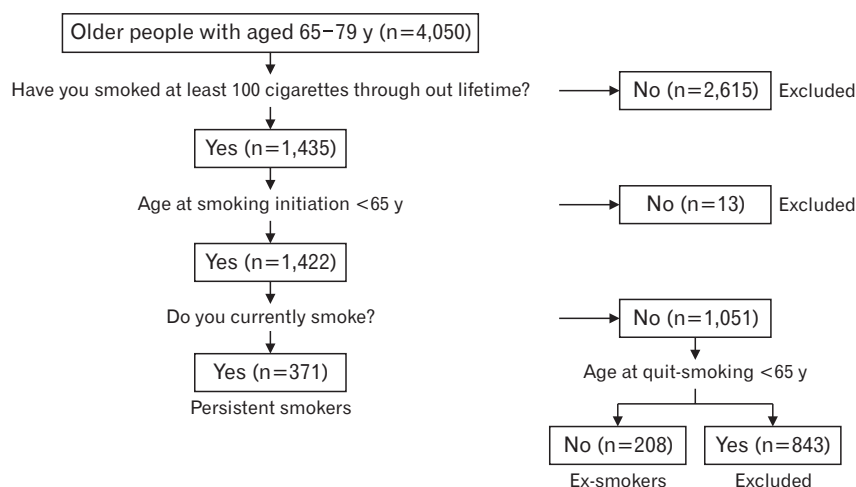 Older people with aged 65–79 y (n=4,050)
Have you smoked at least 100 cigarettes through out lifetime?
No (n=2,615) Excluded
Yes (n=1,435)
Age at smoking initiation <65 y
No (n=13) Excluded
Yes (n=1,422)
Do you currently smoke?
No (n=1,051)
Yes (n=371)
Persistent smokers
Age at quit-smoking <65 y
No (n=208) Yes (n=843)
Ex-smokers Excluded